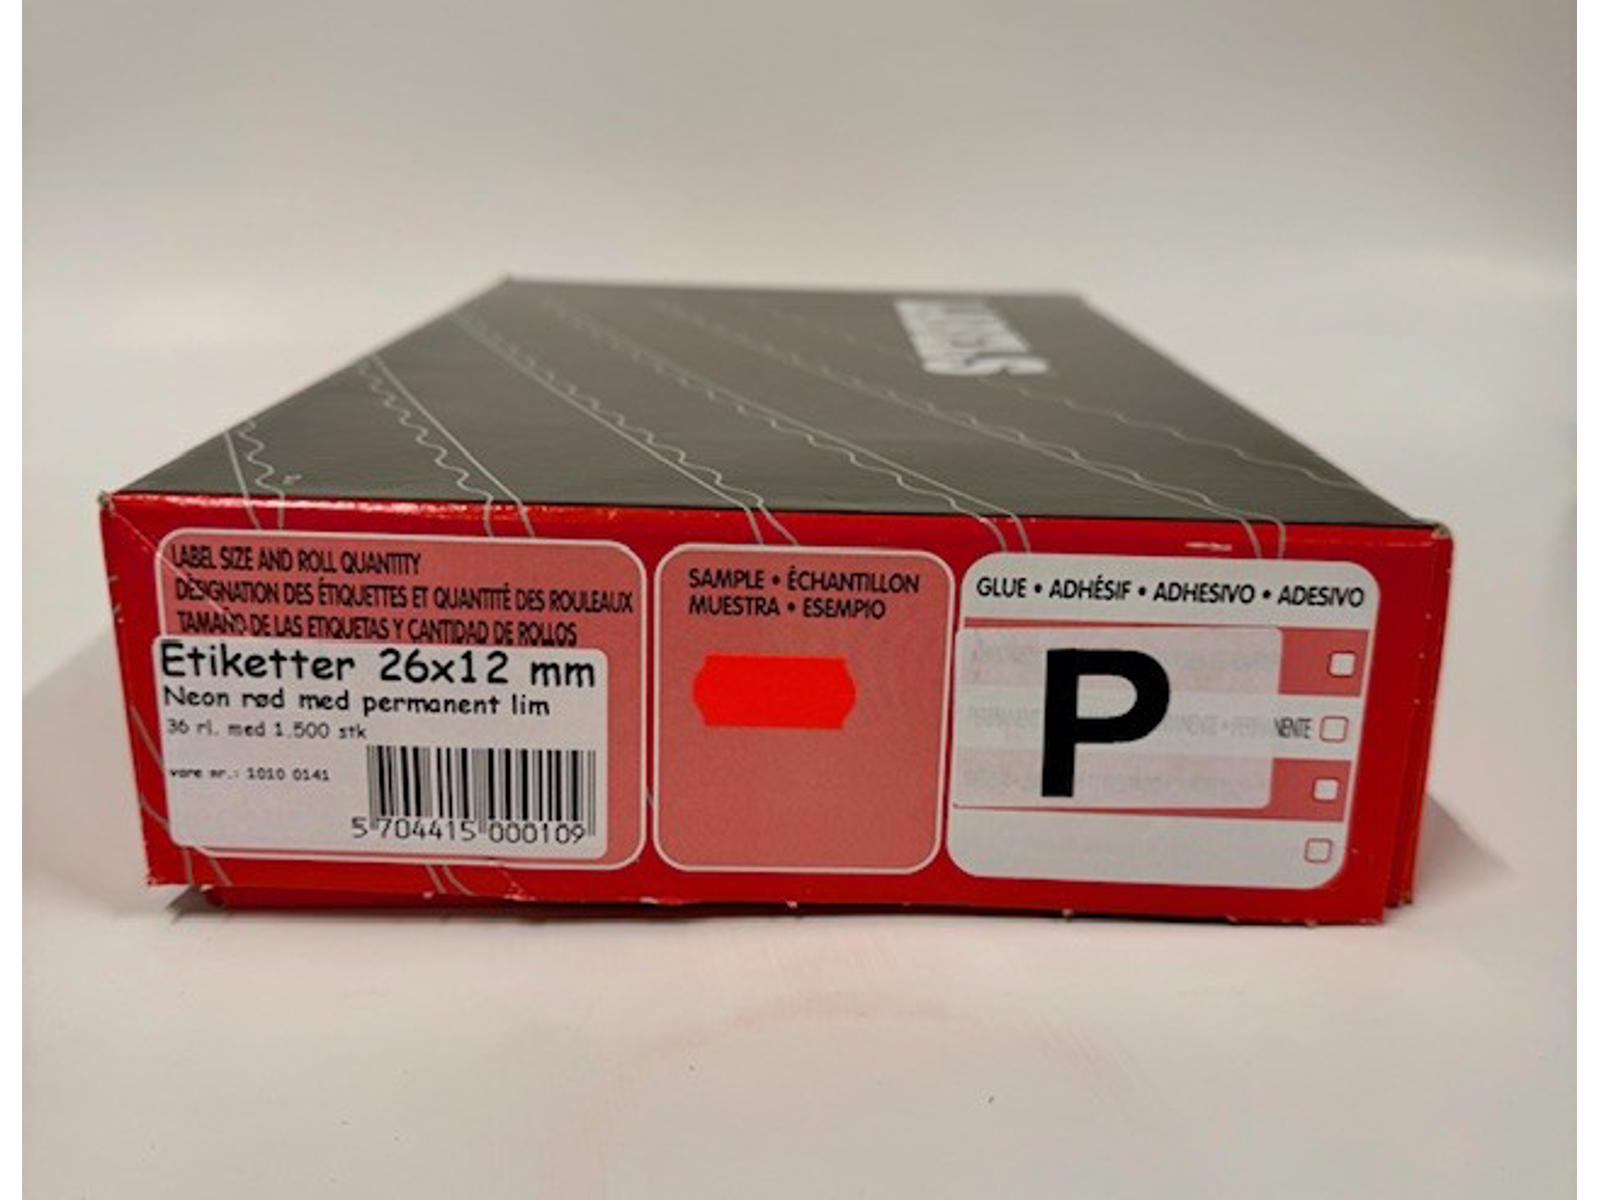 LABEL SIZE AND ROLL QUANTITY
DÉSIGNATION DES ÉTIQUETTES ET QUANTITÉ DES ROULEAUX
TAMAÑO DE LAS ETIQUETAS Y CANTIDAD DE ROLLOS
Etiketter 26x12 mm
Neon rød med permanent lim
36 rl. med 1.500 stk
vare nr.: 1010 0141
5 704415 000109
SAMPLE • ÉCHANTILLON
MUESTRA • ESEMPIO
GLUE • ADHÉSIF • ADHESIVO • ADESIVO
P